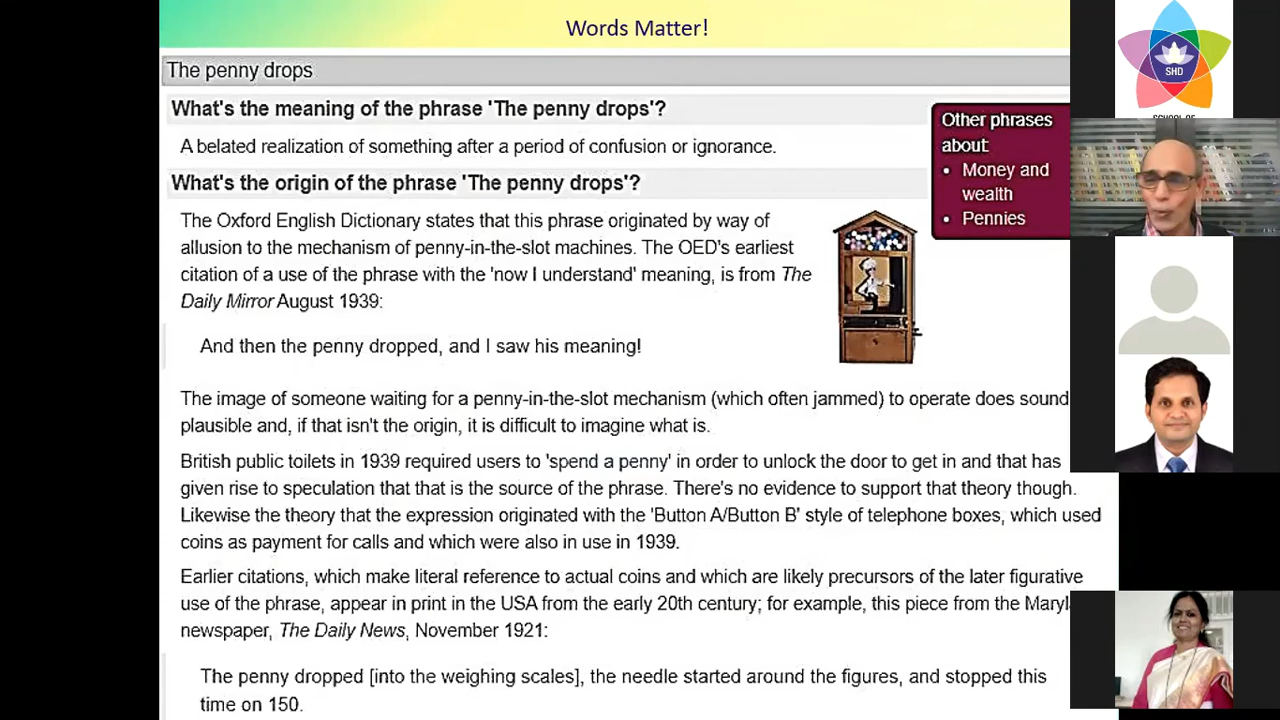 Words Matter!
The penny drops
What's the meaning of the phrase 'The penny drops'?
A belated realization of something after a period of confusion or ignorance.
What's the origin of the phrase 'The penny drops'?
The Oxford English Dictionary states that this phrase originated by way of
allusion to the mechanism of penny-in-the-slot machines. The OED's earliest
citation of a use of the phrase with the 'now I understand' meaning, is from The
Daily Mirror August 1939:
And then the penny dropped, and I saw his meaning!
The image of someone waiting for a penny-in-the-slot mechanism (which often jammed) to operate does sound
plausible and, if that isn't the origin, it is difficult to imagine what is.
British public toilets in 1939 required users to 'spend a penny' in order to unlock the door to get in and that has
given rise to speculation that that is the source of the phrase. There's no evidence to support that theory though.
Likewise the theory that the expression originated with the 'Button A/Button B' style of telephone boxes, which used
coins as payment for calls and which were also in use in 1939.
Earlier citations, which make literal reference to actual coins and which are likely precursors of the later figurative
use of the phrase, appear in print in the USA from the early 20th century; for example, this piece from the Maryl
newspaper, The Daily News, November 1921:
The penny dropped [into the weighing scales], the needle started around the figures, and stopped this
time on 150.
Other phrases
about:
• Money and
wealth
• Pennies
SHD
SCHOOL OF